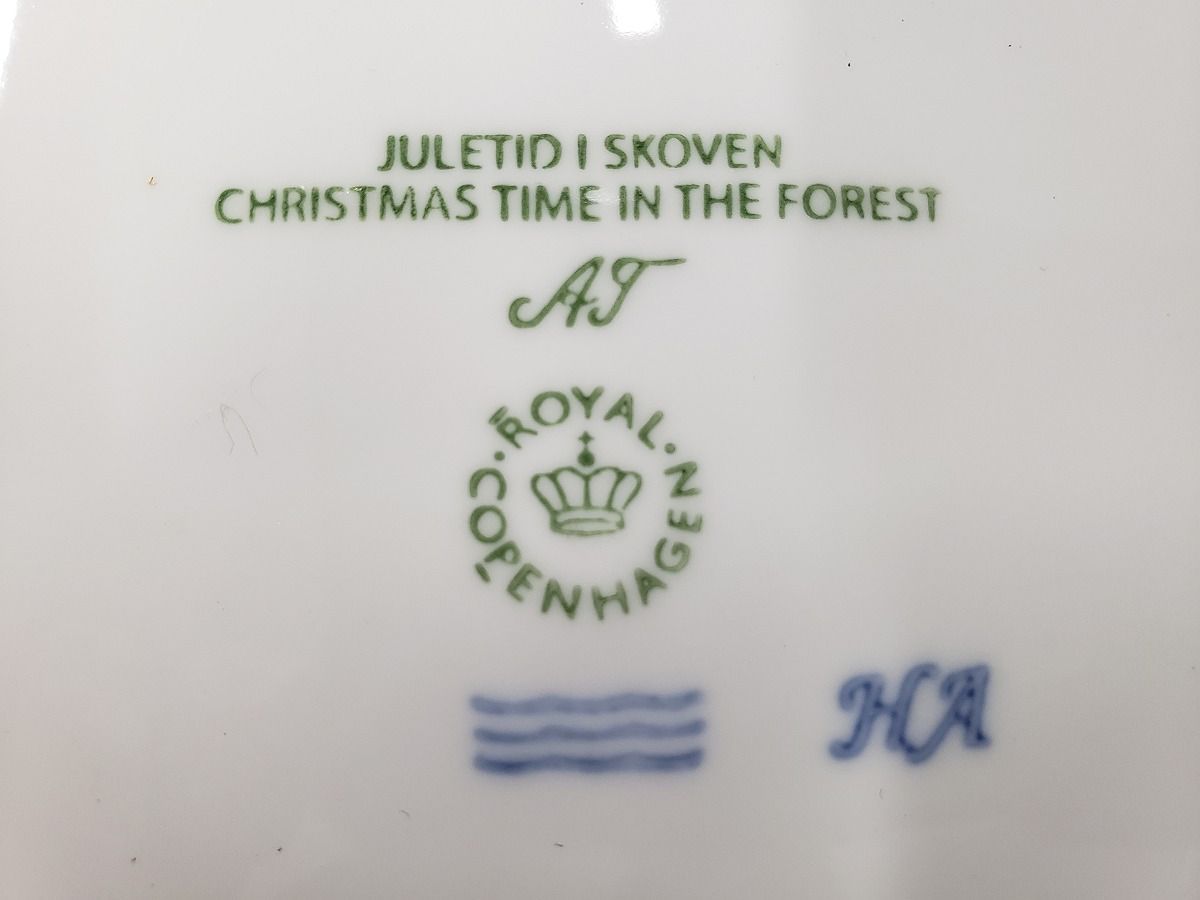 JULETID I SKOVEN
CHRISTMAS TIME IN THE FOREST
AT
ROYAL · COPENHAGEN ·
HA